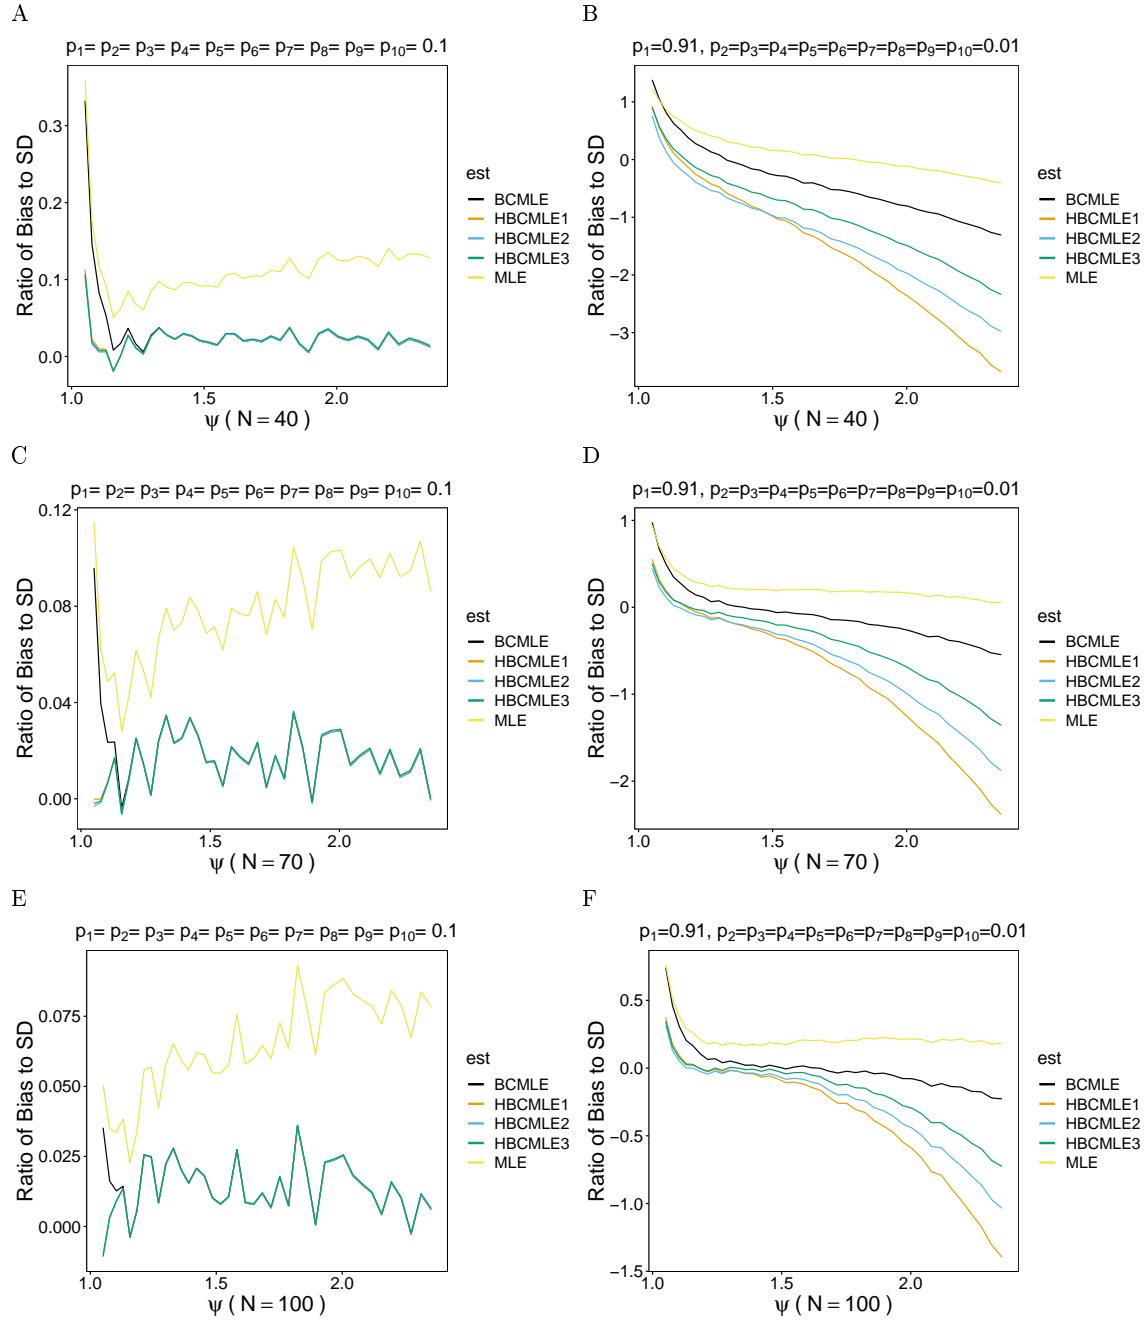 A
p1= p2= p3= p4= p5= p6= p7= p8= p9= p10= 0.1
Ratio of Bias to SD
0.3
0.2
0.1
0.0
1.0 1.5 2.0
ψ ( N = 40 )
est
BCMLE
HBCMLE1
HBCMLE2
HBCMLE3
MLE
B
p1=0.91, p2=p3=p4=p5=p6=p7=p8=p9=p10=0.01
Ratio of Bias to SD
1
0
−1
−2
−3
1.0 1.5 2.0
ψ ( N = 40 )
est
BCMLE
HBCMLE1
HBCMLE2
HBCMLE3
MLE
C
p1= p2= p3= p4= p5= p6= p7= p8= p9= p10= 0.1
Ratio of Bias to SD
0.12
0.08
0.04
0.00
1.0 1.5 2.0
ψ ( N = 70 )
est
BCMLE
HBCMLE1
HBCMLE2
HBCMLE3
MLE
D
p1=0.91, p2=p3=p4=p5=p6=p7=p8=p9=p10=0.01
Ratio of Bias to SD
1
0
−1
−2
1.0 1.5 2.0
ψ ( N = 70 )
est
BCMLE
HBCMLE1
HBCMLE2
HBCMLE3
MLE
E
p1= p2= p3= p4= p5= p6= p7= p8= p9= p10= 0.1
Ratio of Bias to SD
0.075
0.050
0.025
0.000
1.0 1.5 2.0
ψ ( N = 100 )
est
BCMLE
HBCMLE1
HBCMLE2
HBCMLE3
MLE
F
p1=0.91, p2=p3=p4=p5=p6=p7=p8=p9=p10=0.01
Ratio of Bias to SD
0.5
0.0
−0.5
−1.0
−1.5
1.0 1.5 2.0
ψ ( N = 100 )
est
BCMLE
HBCMLE1
HBCMLE2
HBCMLE3
MLE